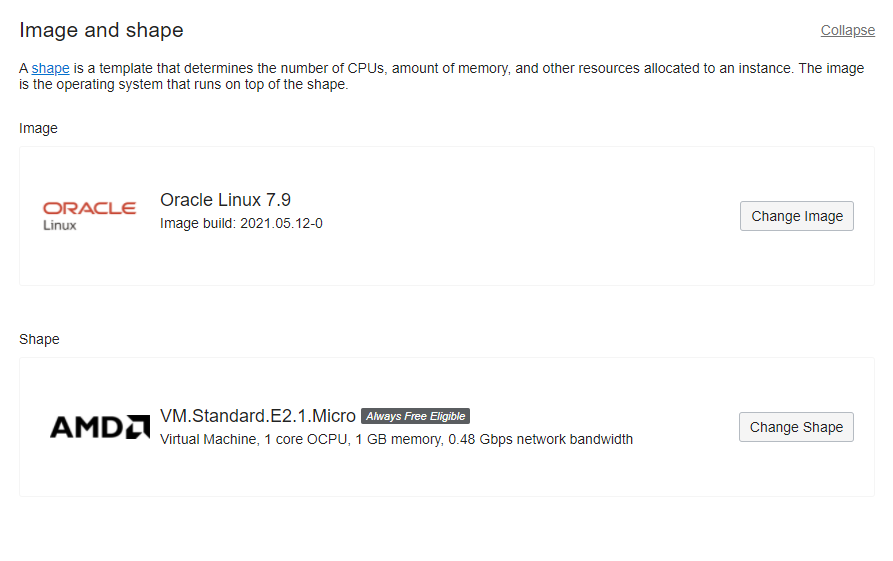 Image and shape
Collapse
A shape is a template that determines the number of CPUs, amount of memory, and other resources allocated to an instance. The image
is the operating system that runs on top of the shape.
Image
ORACLE
Linux
Oracle Linux 7.9
Image build: 2021.05.12-0
Change Image
Shape
AMD
VM.Standard.E2.1.Micro Always Free Eligible
Virtual Machine, 1 core OCPU, 1 GB memory, 0.48 Gbps network bandwidth
Change Shape